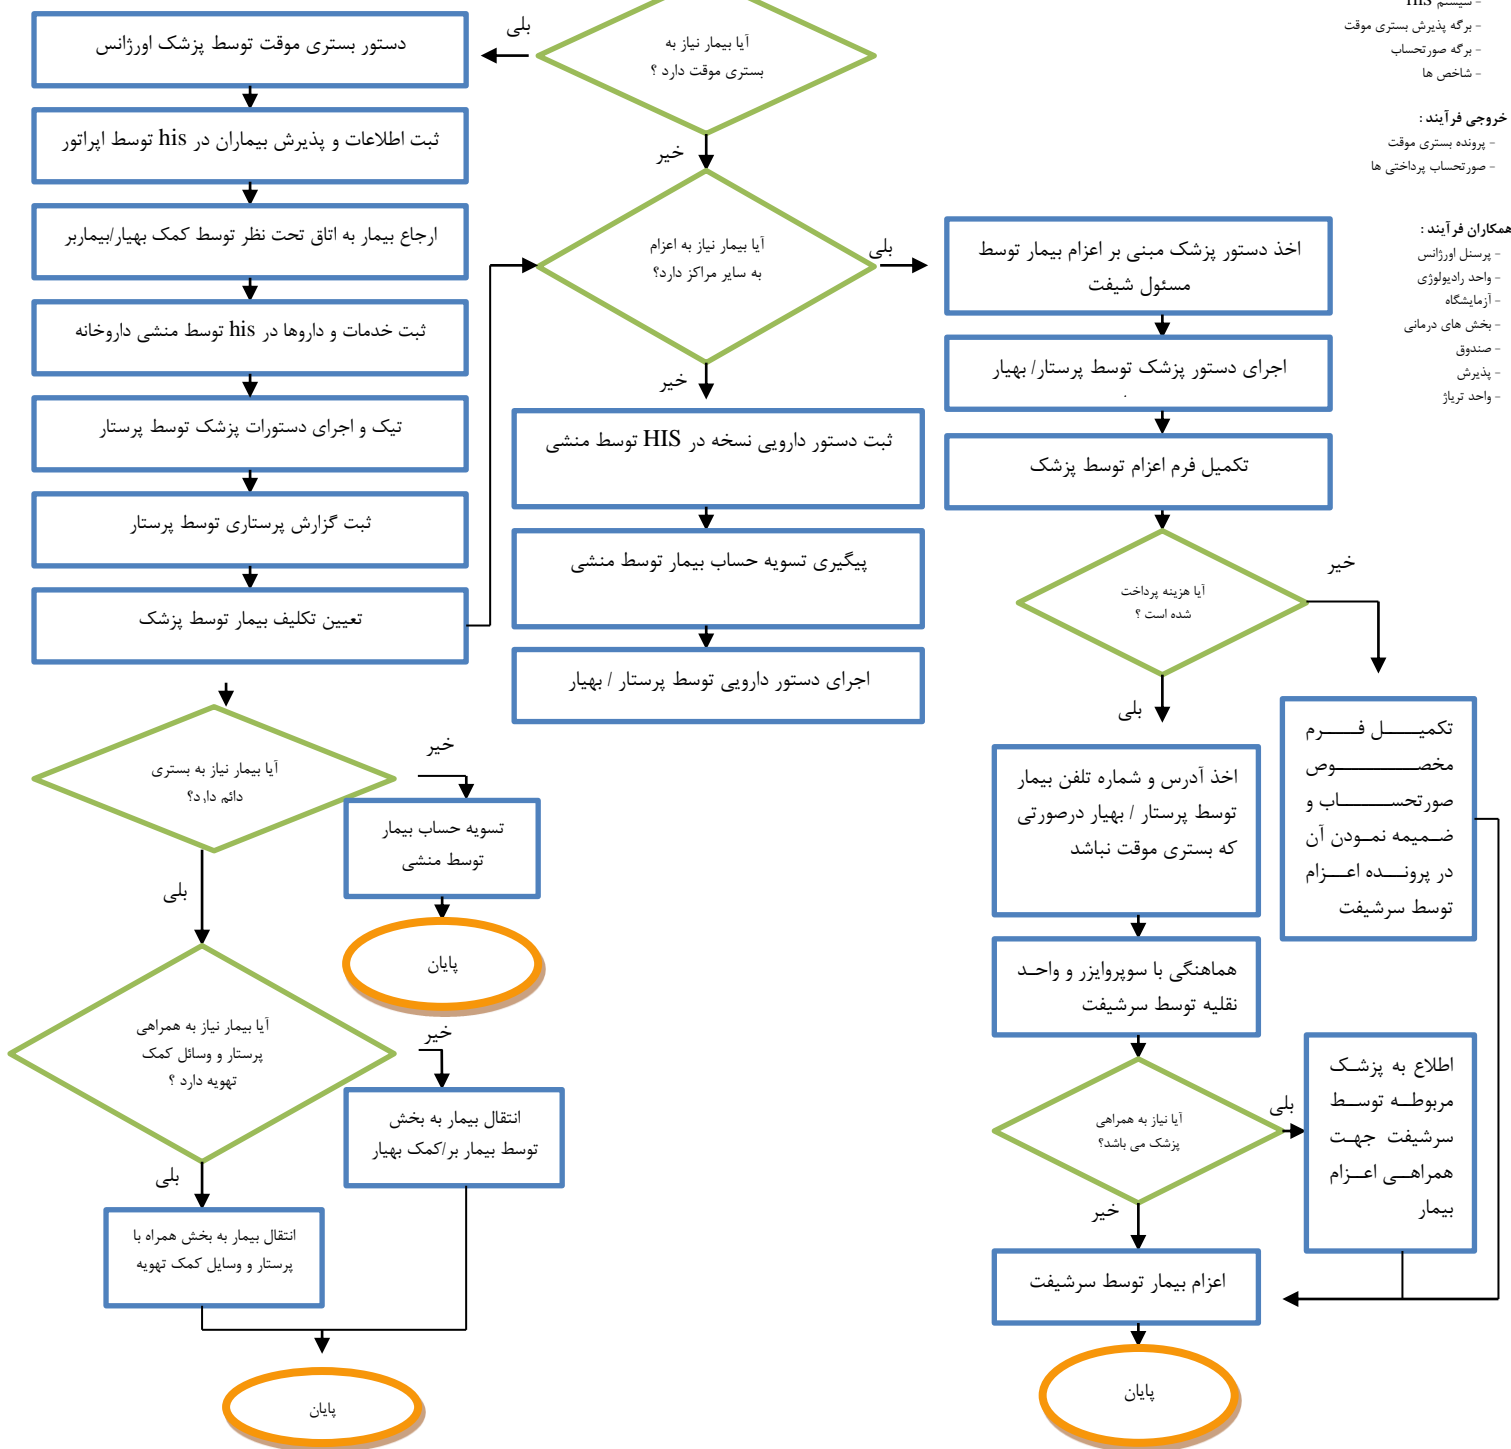 - سیستم HIS
- برگه پذیرش بستری موقت
- برگه صورتحساب
- شاخص ها
خروجی فرآیند :
- پرونده بستری موقت
- صورتحساب پرداختی ها
همکاران فرآیند :
- پرسنل اورژانس
- واحد رادیولوژی
- آزمایشگاه
- بخش های درمانی
- صندوق
- پذیرش
- واحد تریاژ
آیا بیمار نیاز به
بستری موقت دارد ؟
بلی
خیر
دستور بستری موقت توسط پزشک اورژانس
ثبت اطلاعات و پذیرش بیماران در his توسط اپراتور
ارجاع بیمار به اتاق تحت نظر توسط کمک بهیار/بیماربر
ثبت خدمات و داروها در his توسط منشی داروخانه
تیک و اجرای دستورات پزشک توسط پرستار
ثبت گزارش پرستاری توسط پرستار
تعیین تکلیف بیمار توسط پزشک
آیا بیمار نیاز به بستری
دائم دارد؟
خیر
تسویه حساب بیمار
توسط منشی
پایان
بلی
آیا بیمار نیاز به همراهی
پرستار و وسائل کمک
تهویه دارد ؟
خیر
انتقال بیمار به بخش
توسط بیمار بر/کمک بهیار
بلی
انتقال بیمار به بخش همراه با
پرستار و وسایل کمک تهویه
پایان
آیا بیمار نیاز به اعزام
به سایر مراکز دارد؟
بلی
خیر
ثبت دستور دارویی نسخه در HIS توسط منشی
پیگیری تسویه حساب بیمار توسط منشی
اجرای دستور دارویی توسط پرستار / بهیار
اخذ دستور پزشک مبنی بر اعزام بیمار توسط
مسئول شیفت
اجرای دستور پزشک توسط پرستار/ بهیار
تکمیل فرم اعزام توسط پزشک
آیا هزینه پرداخت
شده است ؟
خیر
تکمیل فرم
مخصوص
صورتحساب و
ضمیمه نمودن آن
در پرونده اعزام
توسط سرشیفت
بلی
اخذ آدرس و شماره تلفن بیمار
توسط پرستار / بهیار درصورتی
که بستری موقت نباشد
هماهنگی با سوپروایزر و واحد
نقلیه توسط سرشیفت
آیا نیاز به همراهی
پزشک می باشد؟
بلی
اطلاع به پزشک
مربوطه توسط
سرشیفت جهت
همراهی اعزام
بیمار
خیر
اعزام بیمار توسط سرشیفت
پایان